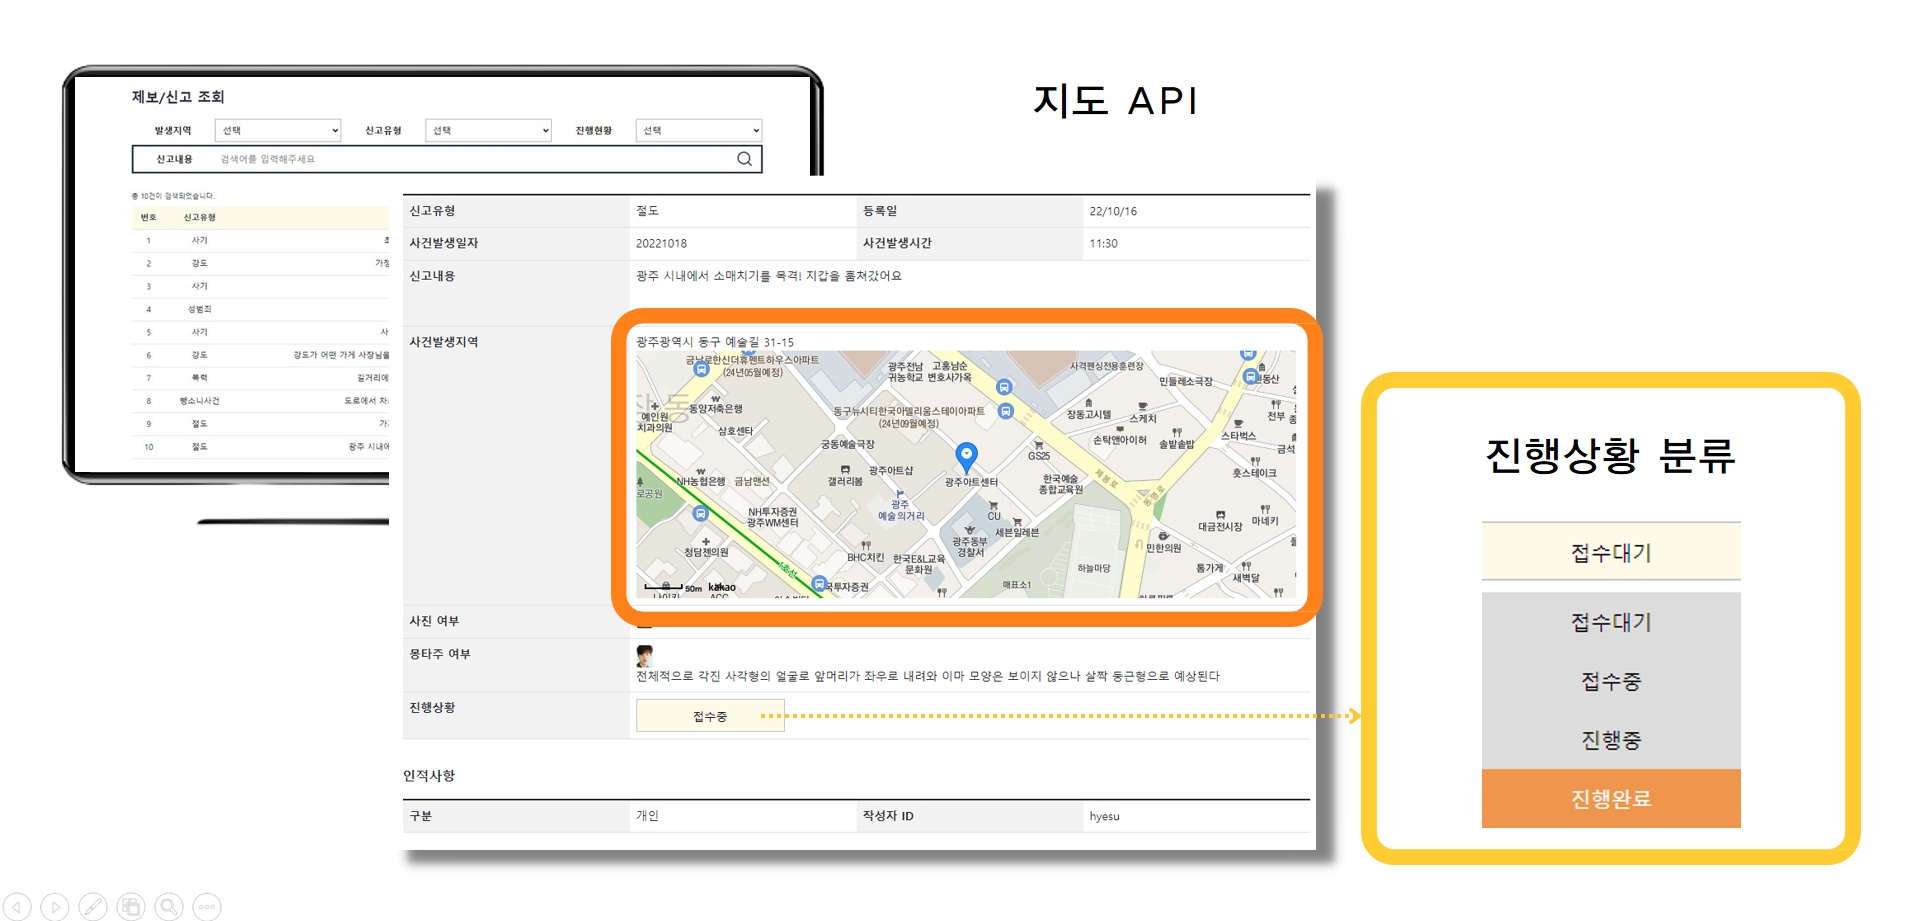 지도 API
제보/신고 조회
발생지역 선택 신고유형 선택 진행현황 선택
신고내용 검색어를 입력해주세요
총 10건이 검색되었습니다.
번호 신고유형
1 사기
2 강도
3 사기
4 성범죄
5 사기
6 강도 강도가 어떤 가게 사장님을
7 폭력 길거리에
8 뺑소니사건 도로에서 차
9 절도
10 절도 광주 시내에
신고유형 절도 등록일 22/10/16
사건발생일자 20221018 사건발생시간 11:30
신고내용 광주 시내에서 소매치기를 목격! 지갑을 훔쳐갔어요
사건발생지역 광주광역시 동구 예술길 31-15
금남로한신더휴펜트하우스아파트
(24년05월예정)
광주전남 고흥남순
귀농학교 변호사가옥
사격펜싱전용훈련장
민들레소극장
예인원
치과의원
동양저축은행
삼호센타
동구뉴시티한국아델리움스테이아파트
(24년09월예정)
장동고시텔
스케치
전부
손탁앤아이허
솔밭솥밥
스타벅스
금석
궁동예술극장
GS25
훗스테이크
NH농협은행
금남맨션
갤러리봄
광주아트샵
광주아트센터
한국예술
종합교육원
제봉로
로공원
광주
예술의거리
NH투자증권
광주WM센터
CU
세븐일레븐
대금전시장
마네키
청담젠의원
BHC치킨
한국E&L교육
문화원
광주동부
경찰서
민한의원
하늘마당
톰가게
새벽달
매표소1
1호선
국투자증권
50m kakao
사진 여부
몽타주 여부
전체적으로 각진 사각형의 얼굴로 앞머리가 좌우로 내려와 이마 모양은 보이지 않으나 살짝 둥근형으로 예상된다
진행상황 접수중
인적사항
구분 개인 작성자 ID hyesu
진행상황 분류
접수대기
접수대기
접수중
진행중
진행완료